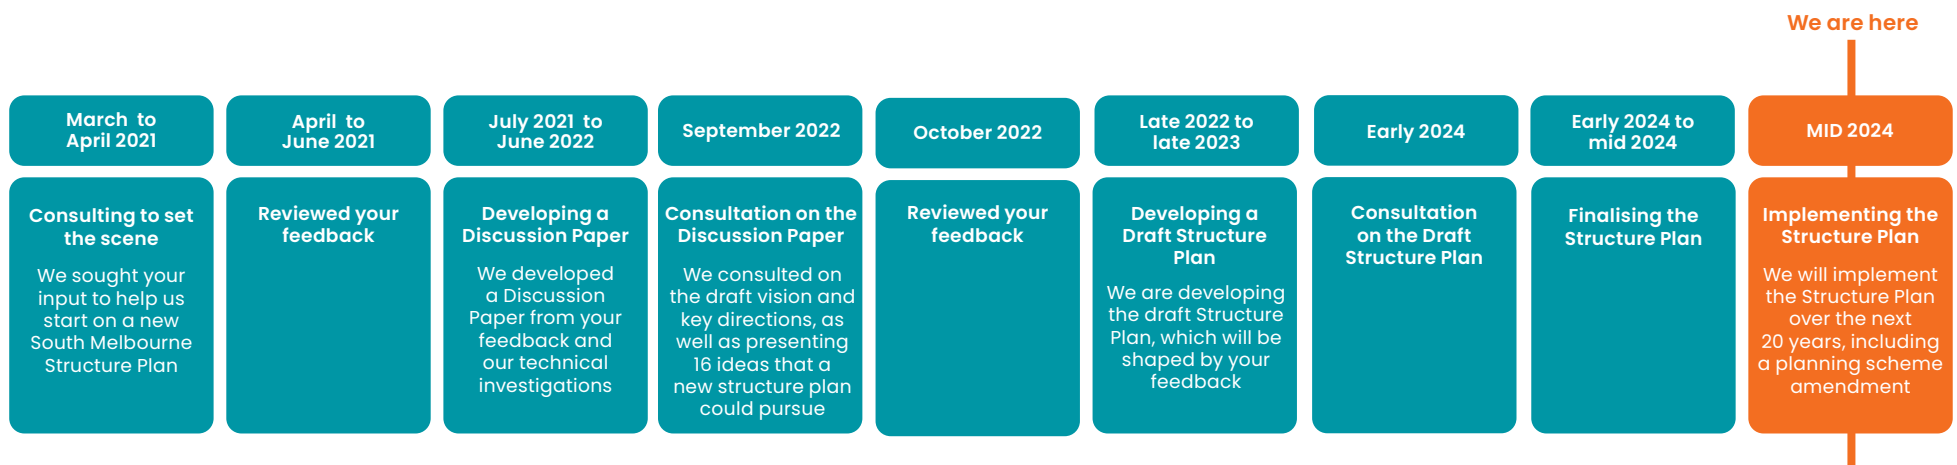 We are here
March to
April 2021
Consulting to set
the scene
We sought your
input to help us
start on a new
South Melbourne
Structure Plan
April to
June 2021
Reviewed your
feedback
July 2021 to
June 2022
Developing a
Discussion Paper
We developed
a Discussion
Paper from your
feedback and
our technical
investigations
September 2022
Consultation on the
Discussion Paper
We consulted on
the draft vision and
key directions, as
well as presenting
16 ideas that a
new structure plan
could pursue
October 2022
Reviewed your
feedback
Late 2022 to
late 2023
Developing a
Draft Structure
Plan
We are developing
the draft Structure
Plan, which will be
shaped by your
feedback
Early 2024
Consultation
on the Draft
Structure Plan
Early 2024 to
mid 2024
Finalising the
Structure Plan
MID 2024
Implementing the
Structure Plan
We will implement
the Structure Plan
over the next
20 years, including
a planning scheme
amendment